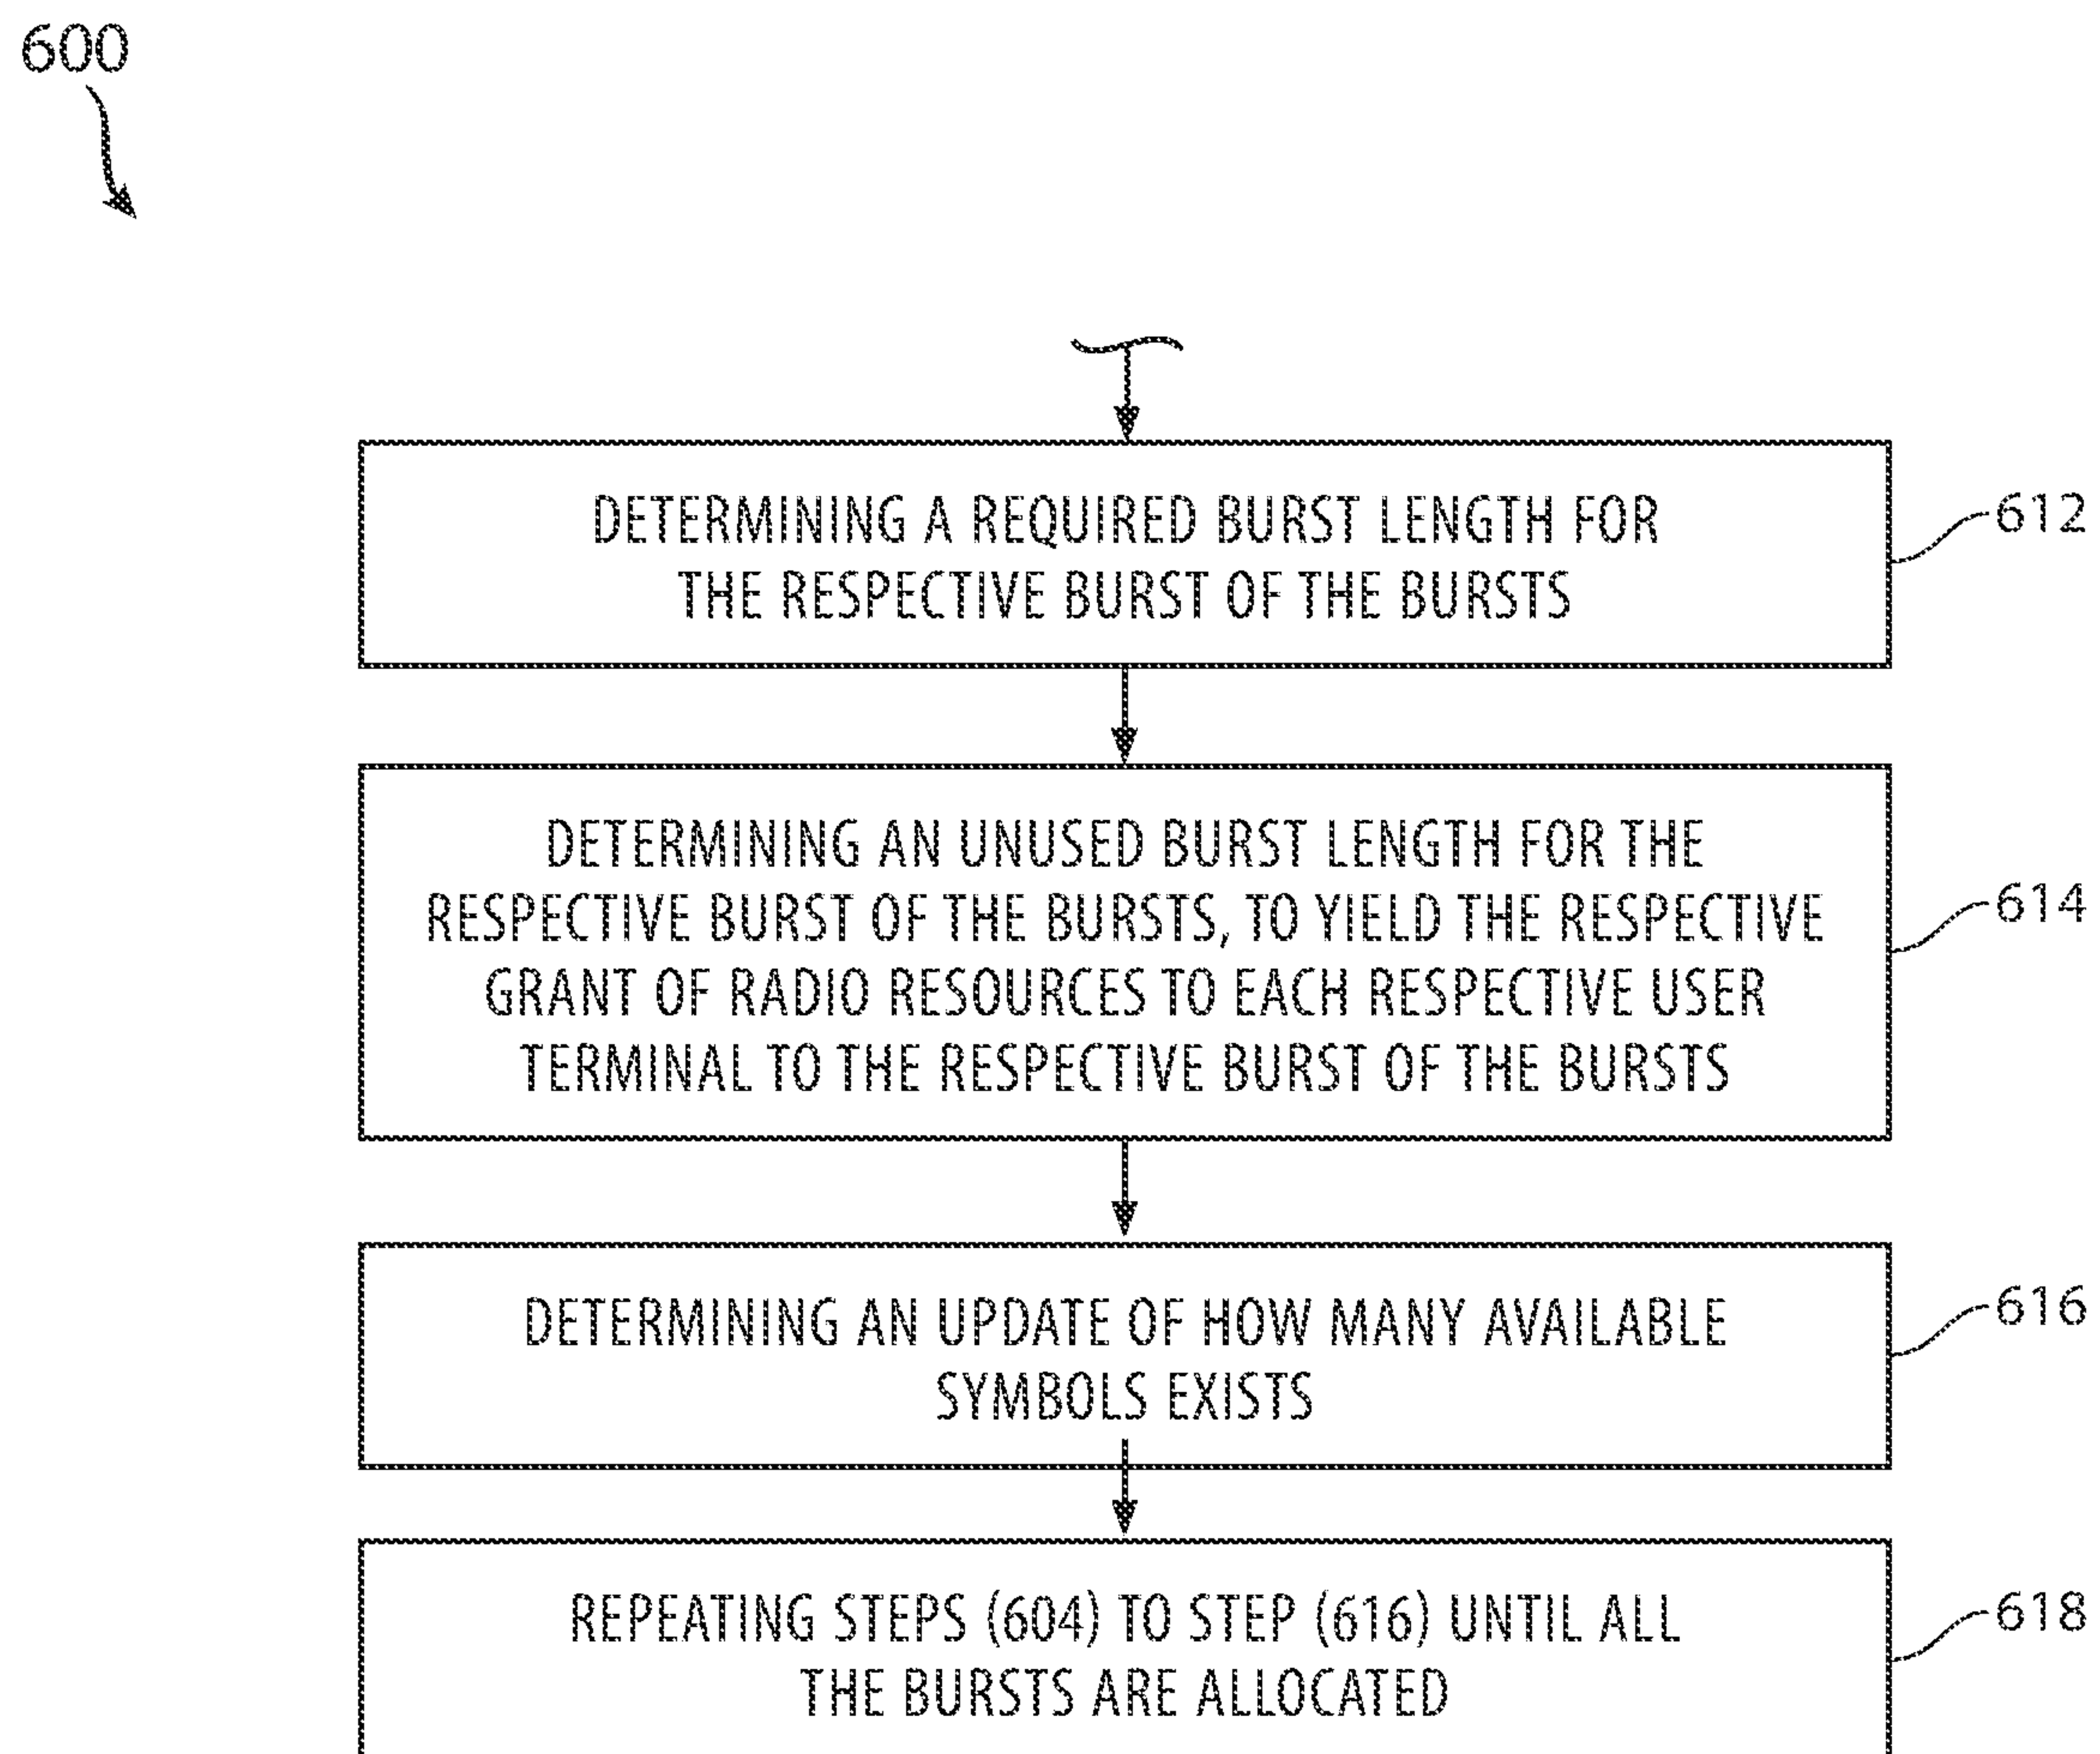 600
DETERMINING A REQUIRED BURST LENGTH FOR
THE RESPECTIVE BURST OF THE BURSTS
612
DETERMINING AN UNUSED BURST LENGTH FOR THE
RESPECTIVE BURST OF THE BURSTS, TO YIELD THE RESPECTIVE
GRANT OF RADIO RESOURCES TO EACH RESPECTIVE USER
TERMINAL TO THE RESPECTIVE BURST OF THE BURSTS
614
DETERMINING AN UPDATE OF HOW MANY AVAILABLE
SYMBOLS EXISTS
616
REPEATING STEPS (604) TO STEP (616) UNTIL ALL
THE BURSTS ARE ALLOCATED
618